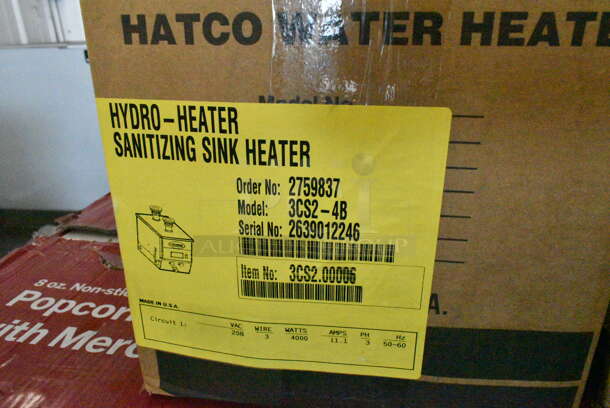 HATCO WATER HEATE
Model No.
HYDRO-HEATER
SANITIZING SINK HEATER
Order No: 2759837
Model: 3CS2-4B
Serial No: 2639012246
Item No: 3CS2.00006
A.
MADE IN U.S.A.
VAC WIRE WATTS AMPS PH Hz
Circuit 1: 208 3 4000 11.1 3 50-60
8 oz. Non-sti
Popcor
with Merc